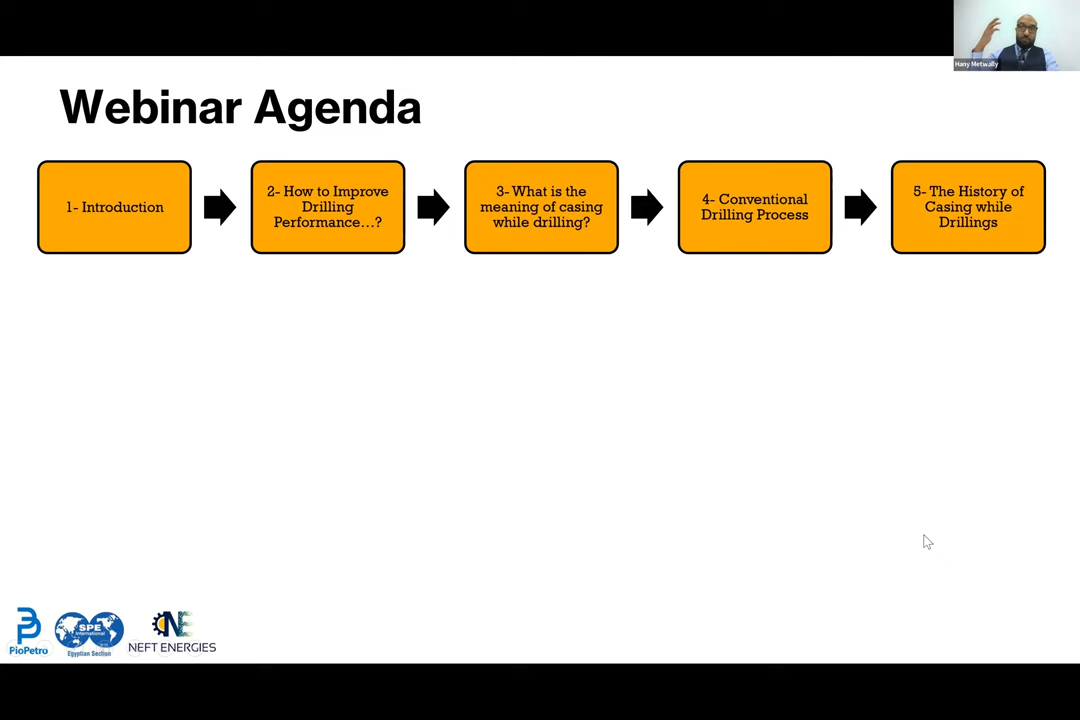 Hany Metwally
Webinar Agenda
1- Introduction
2- How to Improve
Drilling
Performance...?
3- What is the
meaning of casing
while drilling?
4- Conventional
Drilling Process
5- The History of
Casing while
Drillings
PioPetro
SPE
International
Egyptian Section
NE
NEFT ENERGIES